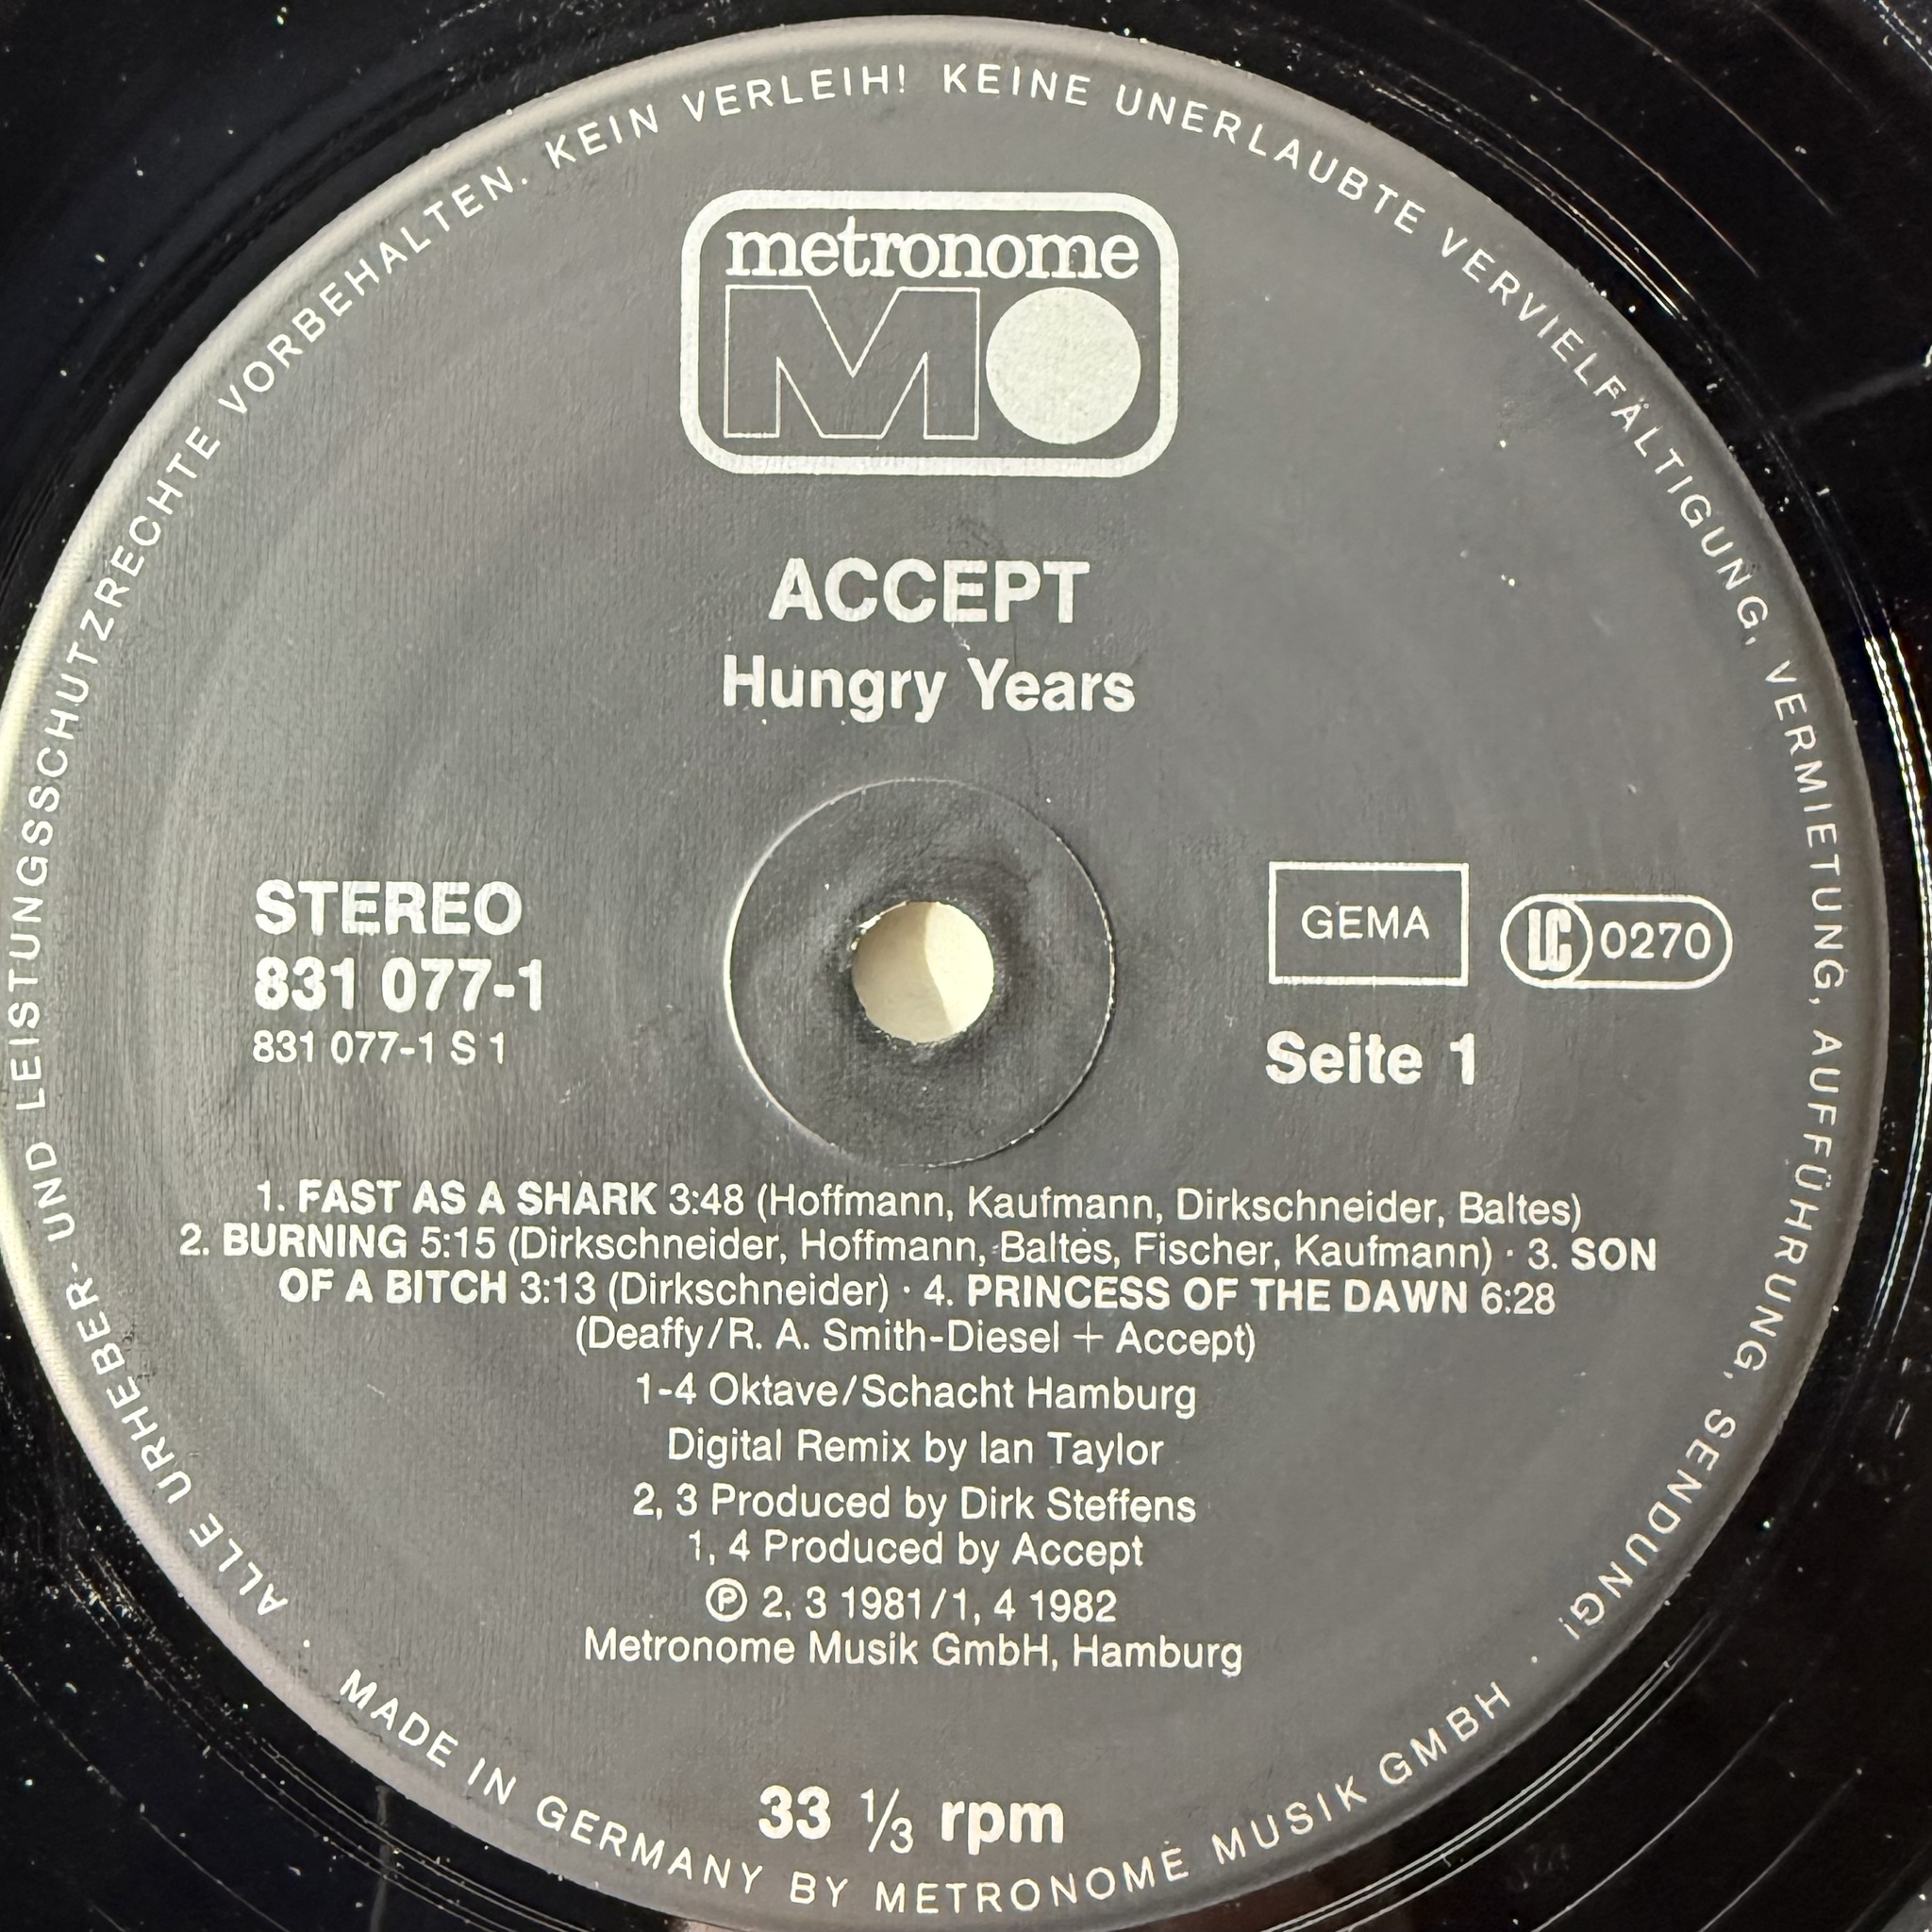 ALLE URHEBER- UND LEISTUNGSSCHUTZRECHTE VORBEHALTEN. KEIN VERLEIH! KEINE UNERLAUBTE VERVIELFÄLTIGUNG, VERMIETUNG, AUFFÜHRUNG, SENDUNG!
metronome
M
ACCEPT
Hungry Years
STEREO
831 077-1
831 077-1 S 1
GEMA
LC 0270
Seite 1
1. FAST AS A SHARK 3:48 (Hoffmann, Kaufmann, Dirkschneider, Baltes)
2. BURNING 5:15 (Dirkschneider, Hoffmann, Baltes, Fischer, Kaufmann) · 3. SON
OF A BITCH 3:13 (Dirkschneider) · 4. PRINCESS OF THE DAWN 6:28
(Deaffy/R. A. Smith-Diesel + Accept)
1-4 Oktave/Schacht Hamburg
Digital Remix by Ian Taylor
2, 3 Produced by Dirk Steffens
1, 4 Produced by Accept
Ⓟ 2, 3 1981/1, 4 1982
Metronome Musik GmbH, Hamburg
33 ⅓ rpm
· MADE IN GERMANY BY METRONOME MUSIK GMBH ·